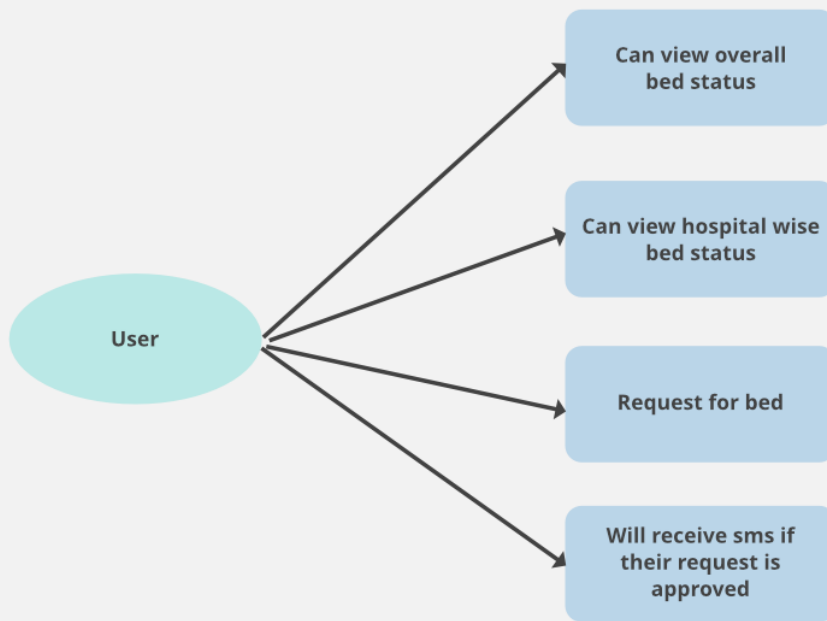 Can view overall
bed status
Can view hospital wise
bed status
User
Request for bed
Will receive sms if
their request is
approved